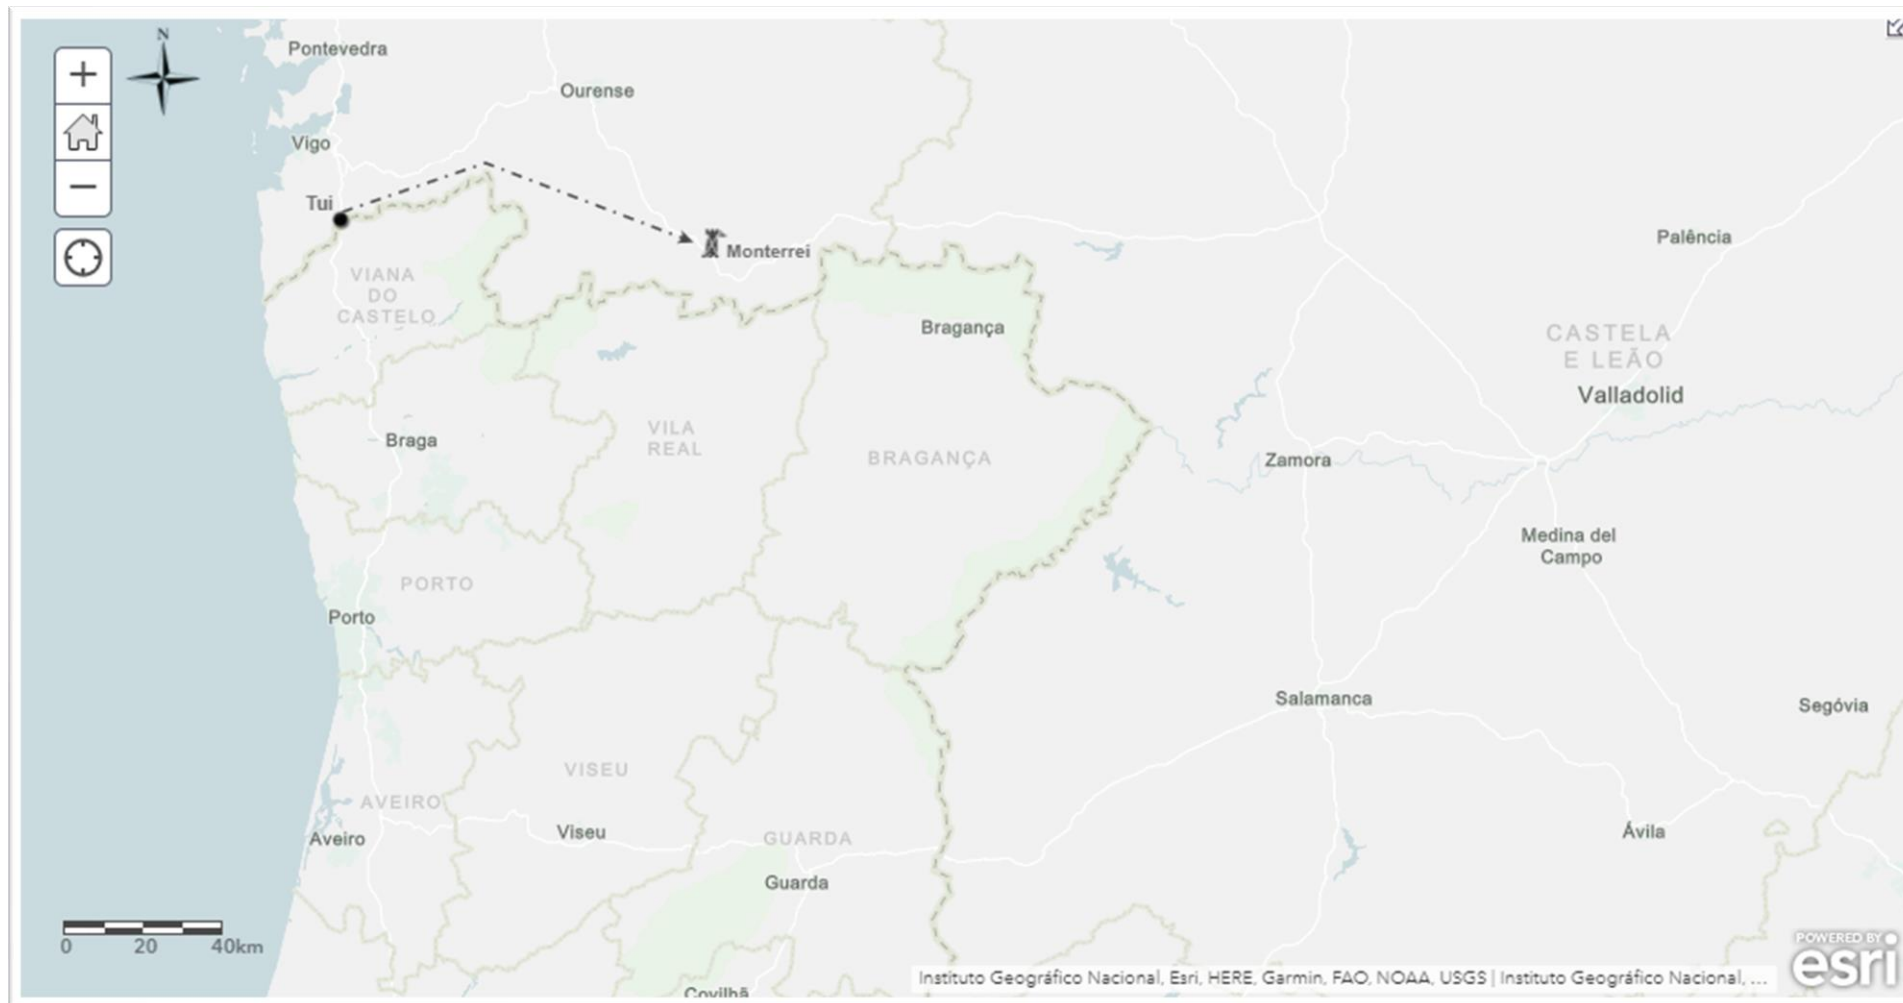 N
Pontevedra
Ourense
Vigo
Tui
Monterrei
Palência
VIANA
DO
CASTELO
Bragança
CASTELA
E LEÃO
Valladolid
Braga
VILA
REAL
BRAGANÇA
Zamora
Medina del
Campo
PORTO
Porto
Salamanca
Segóvia
VISEU
AVEIRO
Aveiro
Viseu
GUARDA
Ávila
Guarda
0 20 40km
Covilhã
Instituto Geográfico Nacional, Esri, HERE, Garmin, FAO, NOAA, USGS | Instituto Geográfico Nacional, ...
POWERED BY
esri